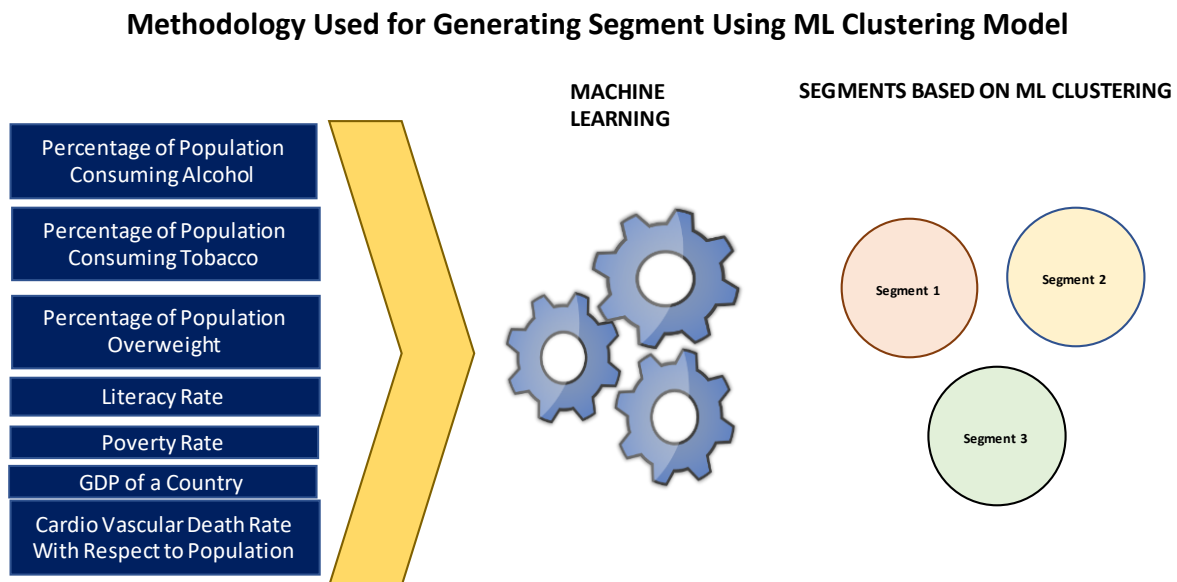 Methodology Used for Generating Segment Using ML Clustering Model
MACHINE
LEARNING
SEGMENTS BASED ON ML CLUSTERING
Percentage of Population
Consuming Alcohol
Percentage of Population
Consuming Tobacco
Percentage of Population
Overweight
Literacy Rate
Poverty Rate
GDP of a Country
Cardio Vascular Death Rate
With Respect to Population
Segment 1
Segment 2
Segment 3